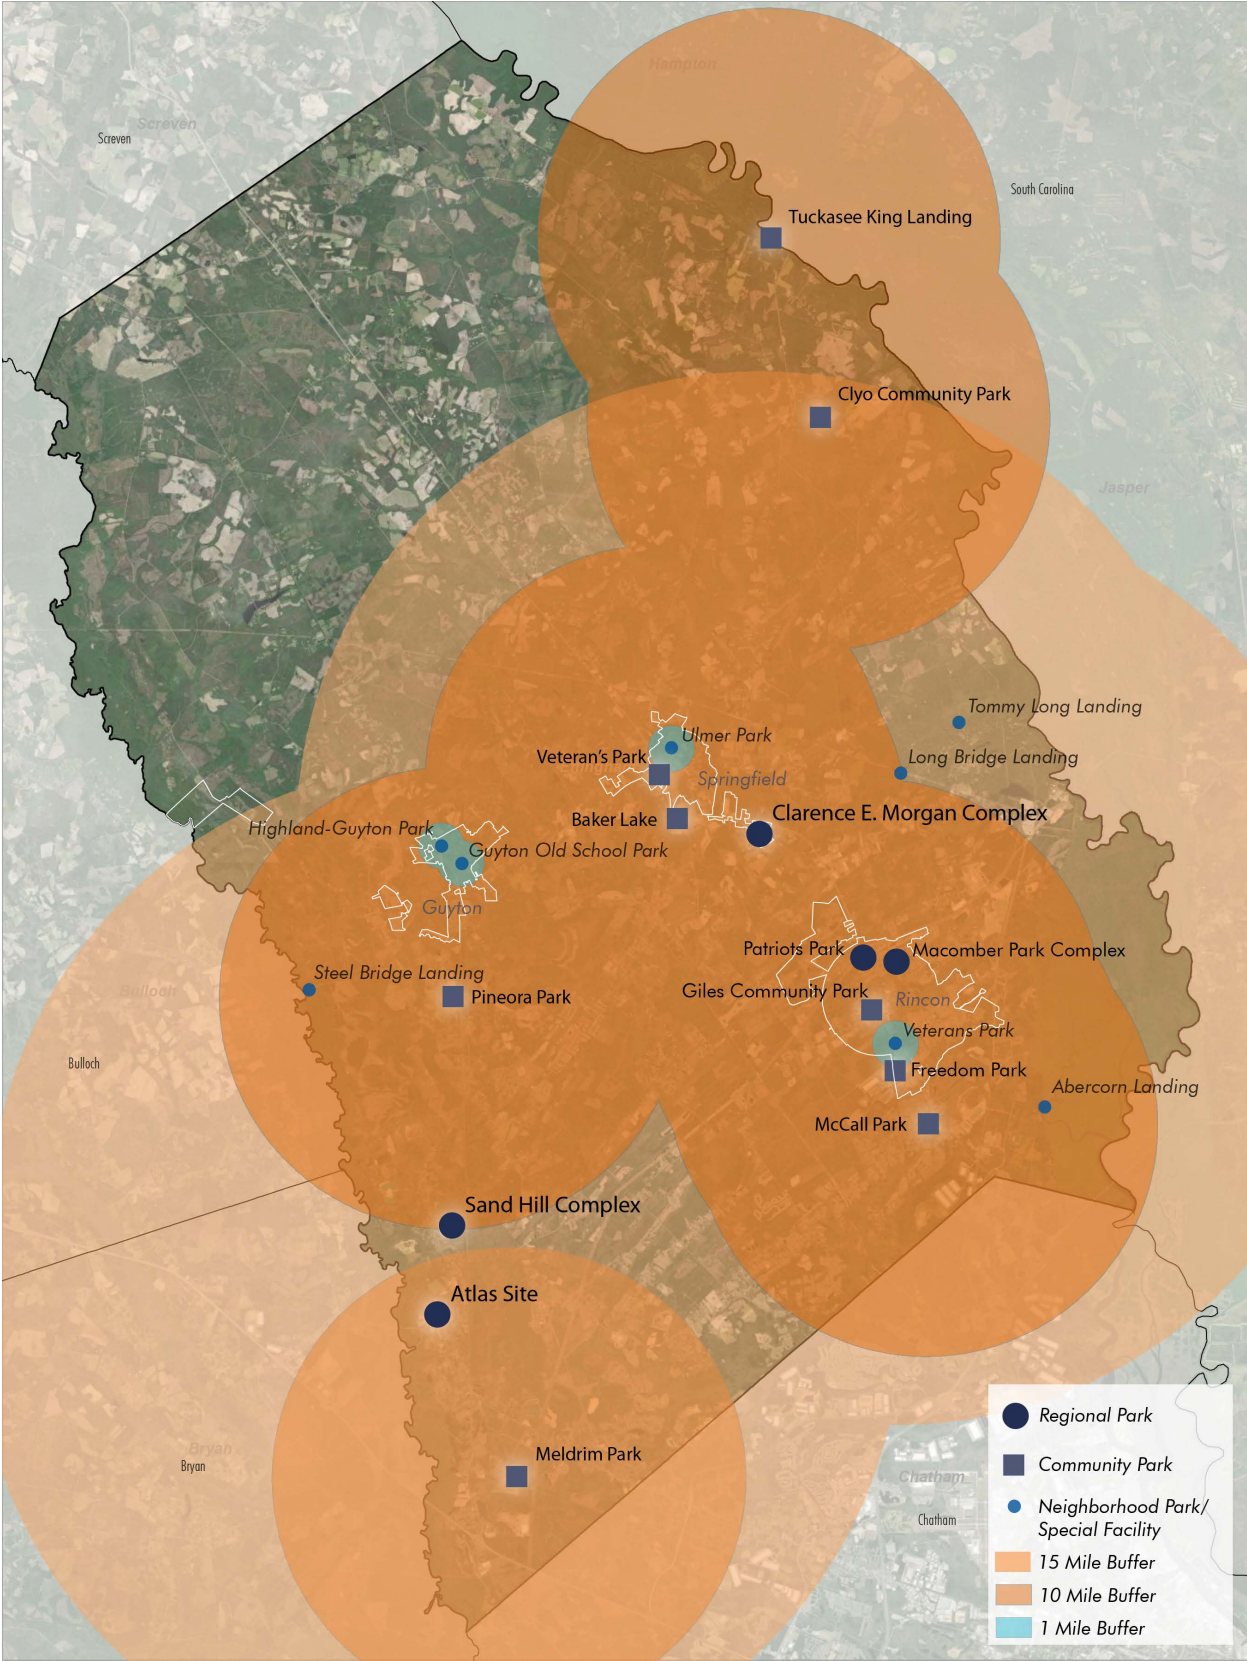 Hampton
Screven
Screven
South Carolina
Tuckasee King Landing
Clyo Community Park
Jasper
Tommy Long Landing
Ulmer Park
Veteran's Park
Long Bridge Landing
Springfield
Clarence E. Morgan Complex
Baker Lake
Highland-Guyton Park
Guyton Old School Park
Guyton
Patriots Park
Macomber Park Complex
Steel Bridge Landing
Giles Community Park
Bulloch
Pineora Park
Rincon
Veterans Park
Bulloch
Freedom Park
Abercorn Landing
McCall Park
Sand Hill Complex
Atlas Site
Meldrim Park
Bryan
Bryan
Chatham
Chatham
Regional Park
Community Park
Neighborhood Park/
Special Facility
15 Mile Buffer
10 Mile Buffer
1 Mile Buffer